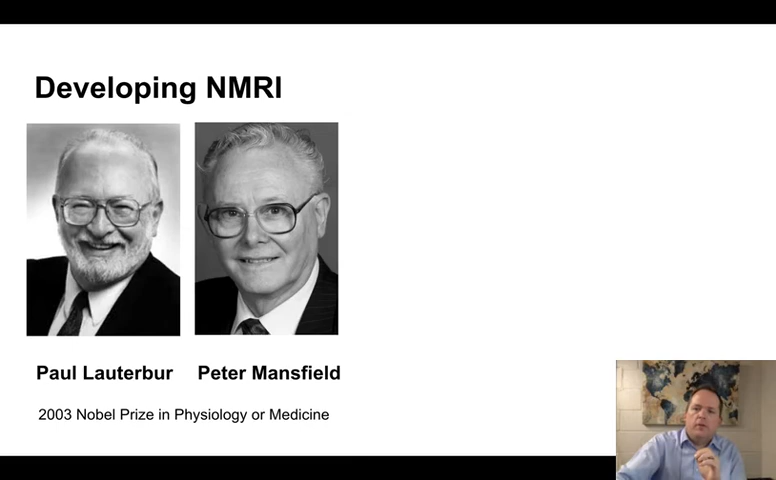 Developing NMRI
Paul Lauterbur Peter Mansfield
2003 Nobel Prize in Physiology or Medicine